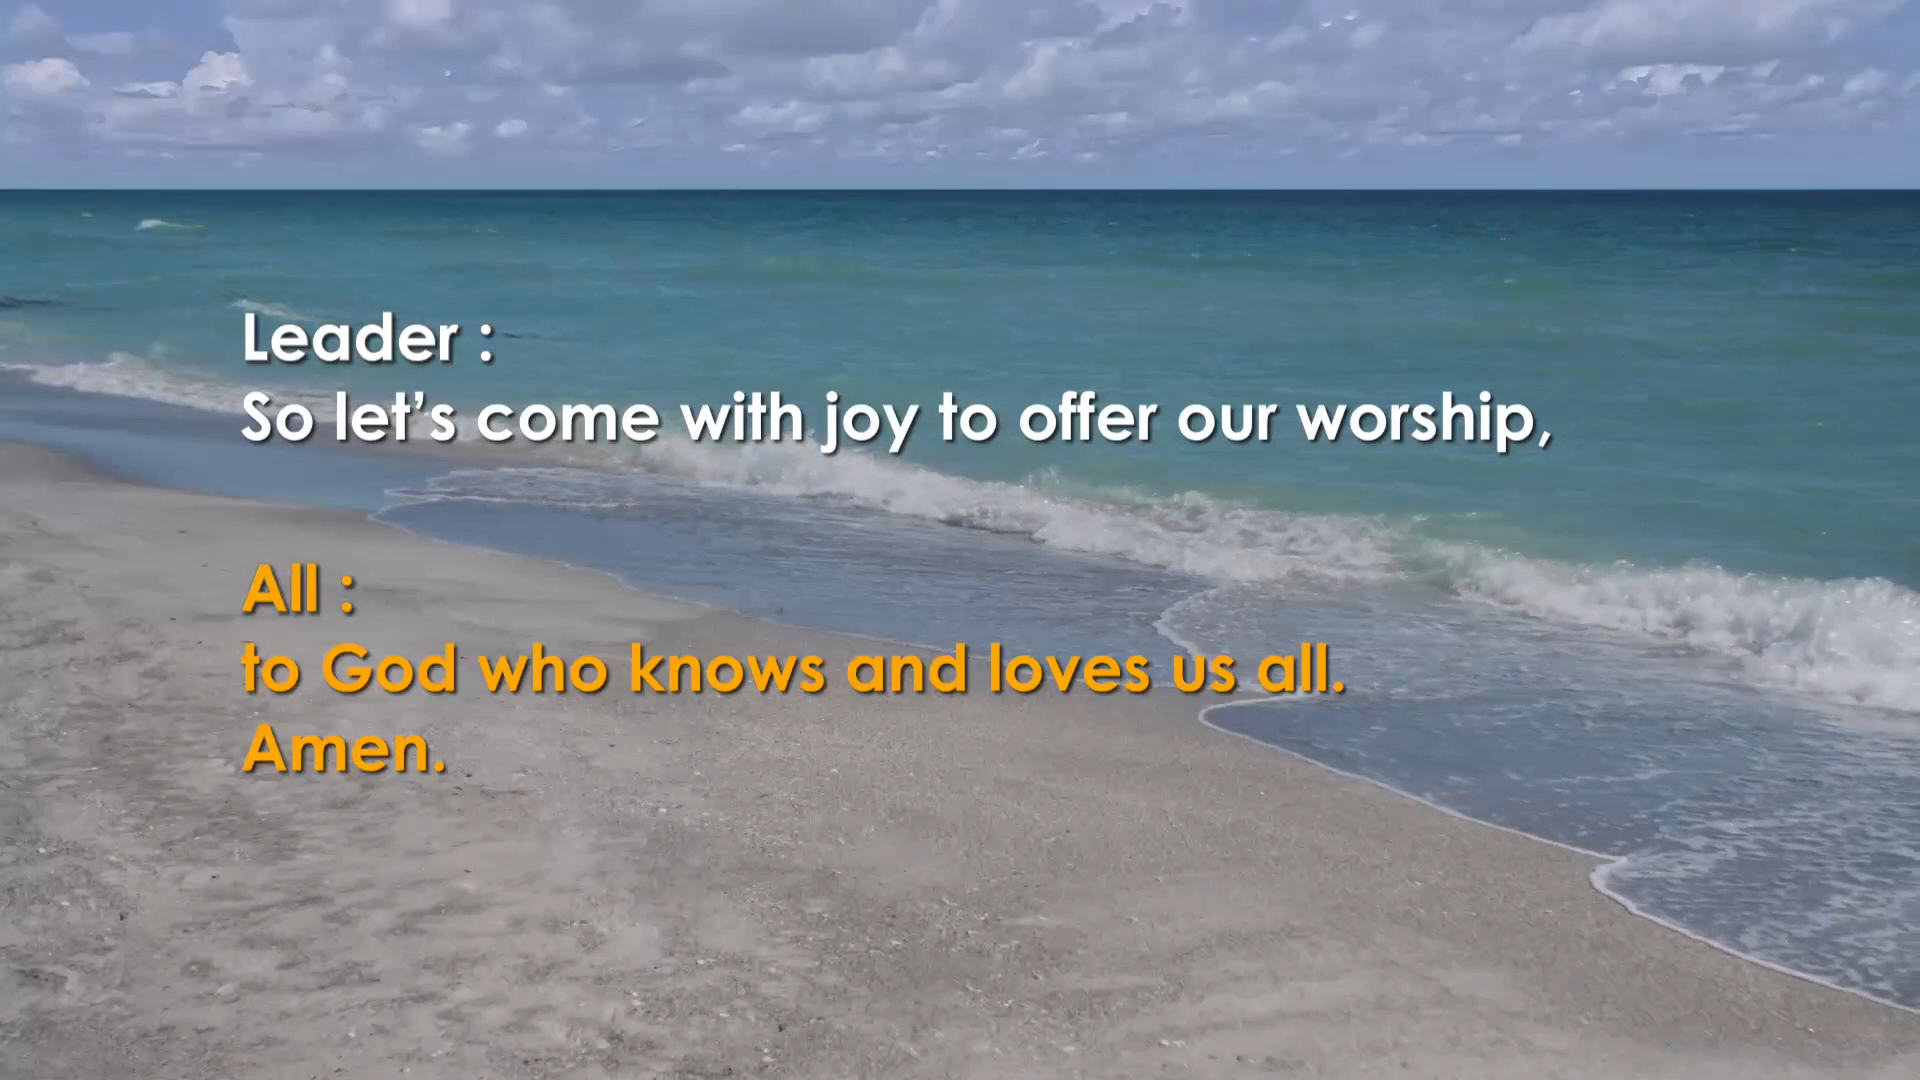 Leader :
So let’s come with joy to offer our worship,
All :
to God who knows and loves us all.
Amen.